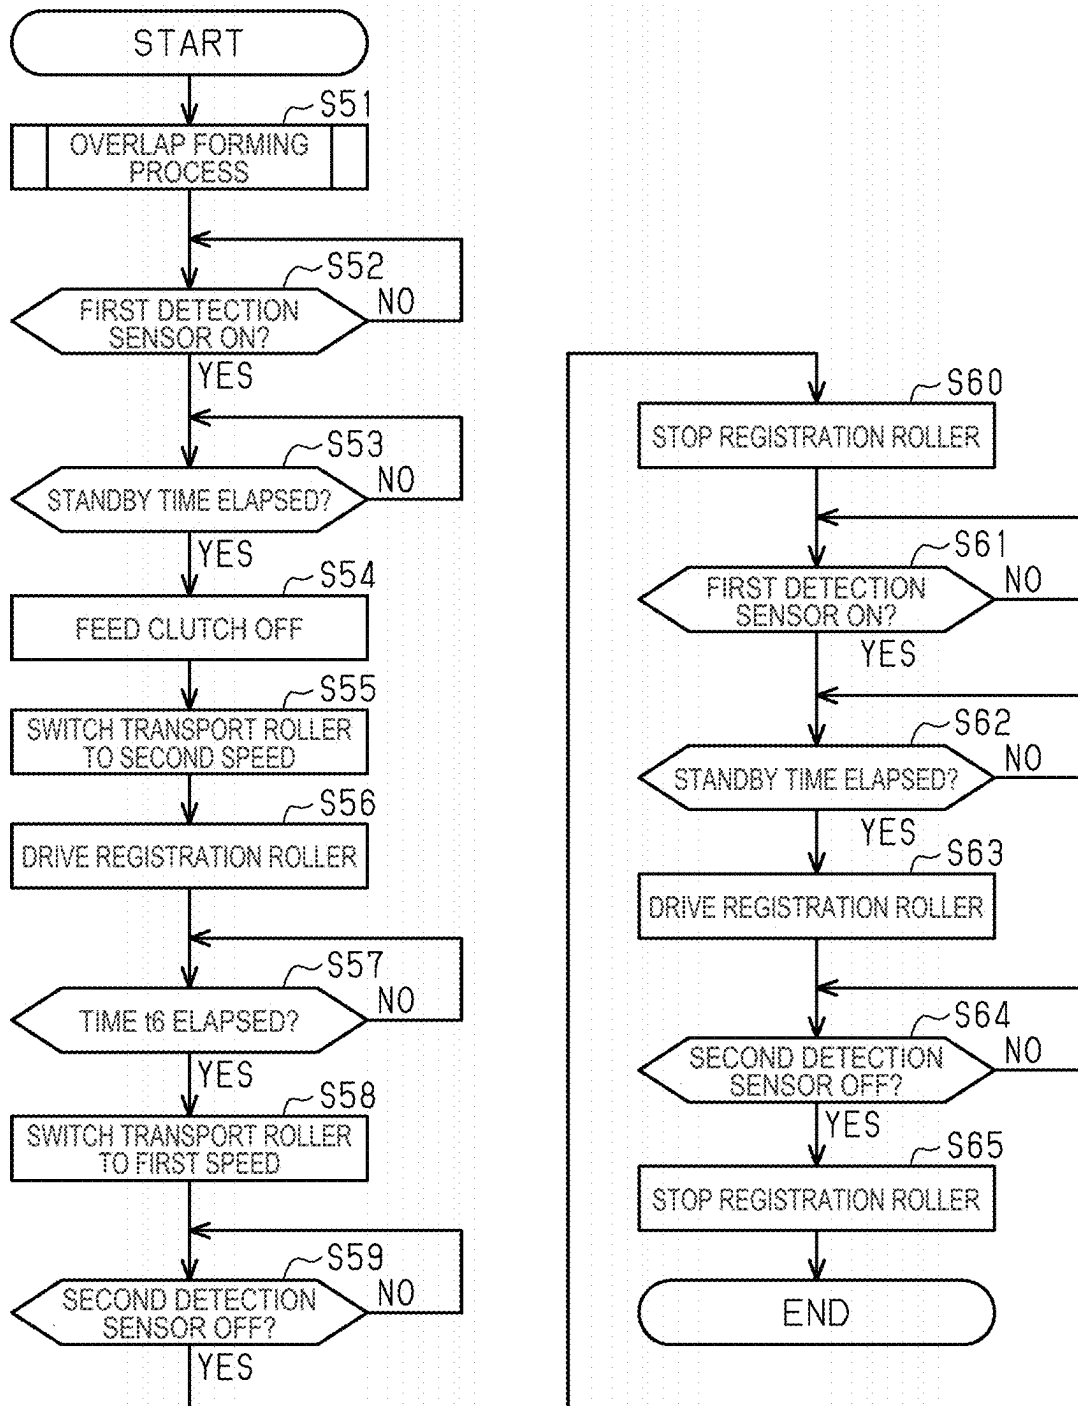 START
S51
OVERLAP FORMING
PROCESS
S52
FIRST DETECTION
SENSOR ON?
NO
YES
S53
STANDBY TIME ELAPSED?
NO
YES
S54
FEED CLUTCH OFF
S55
SWITCH TRANSPORT ROLLER
TO SECOND SPEED
S56
DRIVE REGISTRATION ROLLER
S57
TIME t6 ELAPSED?
NO
YES
S58
SWITCH TRANSPORT ROLLER
TO FIRST SPEED
S59
SECOND DETECTION
SENSOR OFF?
NO
YES
S60
STOP REGISTRATION ROLLER
S61
FIRST DETECTION
SENSOR ON?
NO
YES
S62
STANDBY TIME ELAPSED?
NO
YES
S63
DRIVE REGISTRATION ROLLER
S64
SECOND DETECTION
SENSOR OFF?
NO
YES
S65
STOP REGISTRATION ROLLER
END